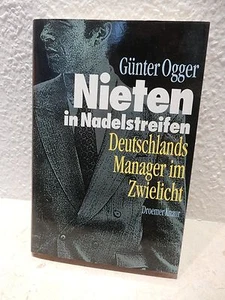 Günter Ogger
Nieten
in Nadelstreifen
Deutschlands
Manager im
Zwielicht
Droemer Knaur